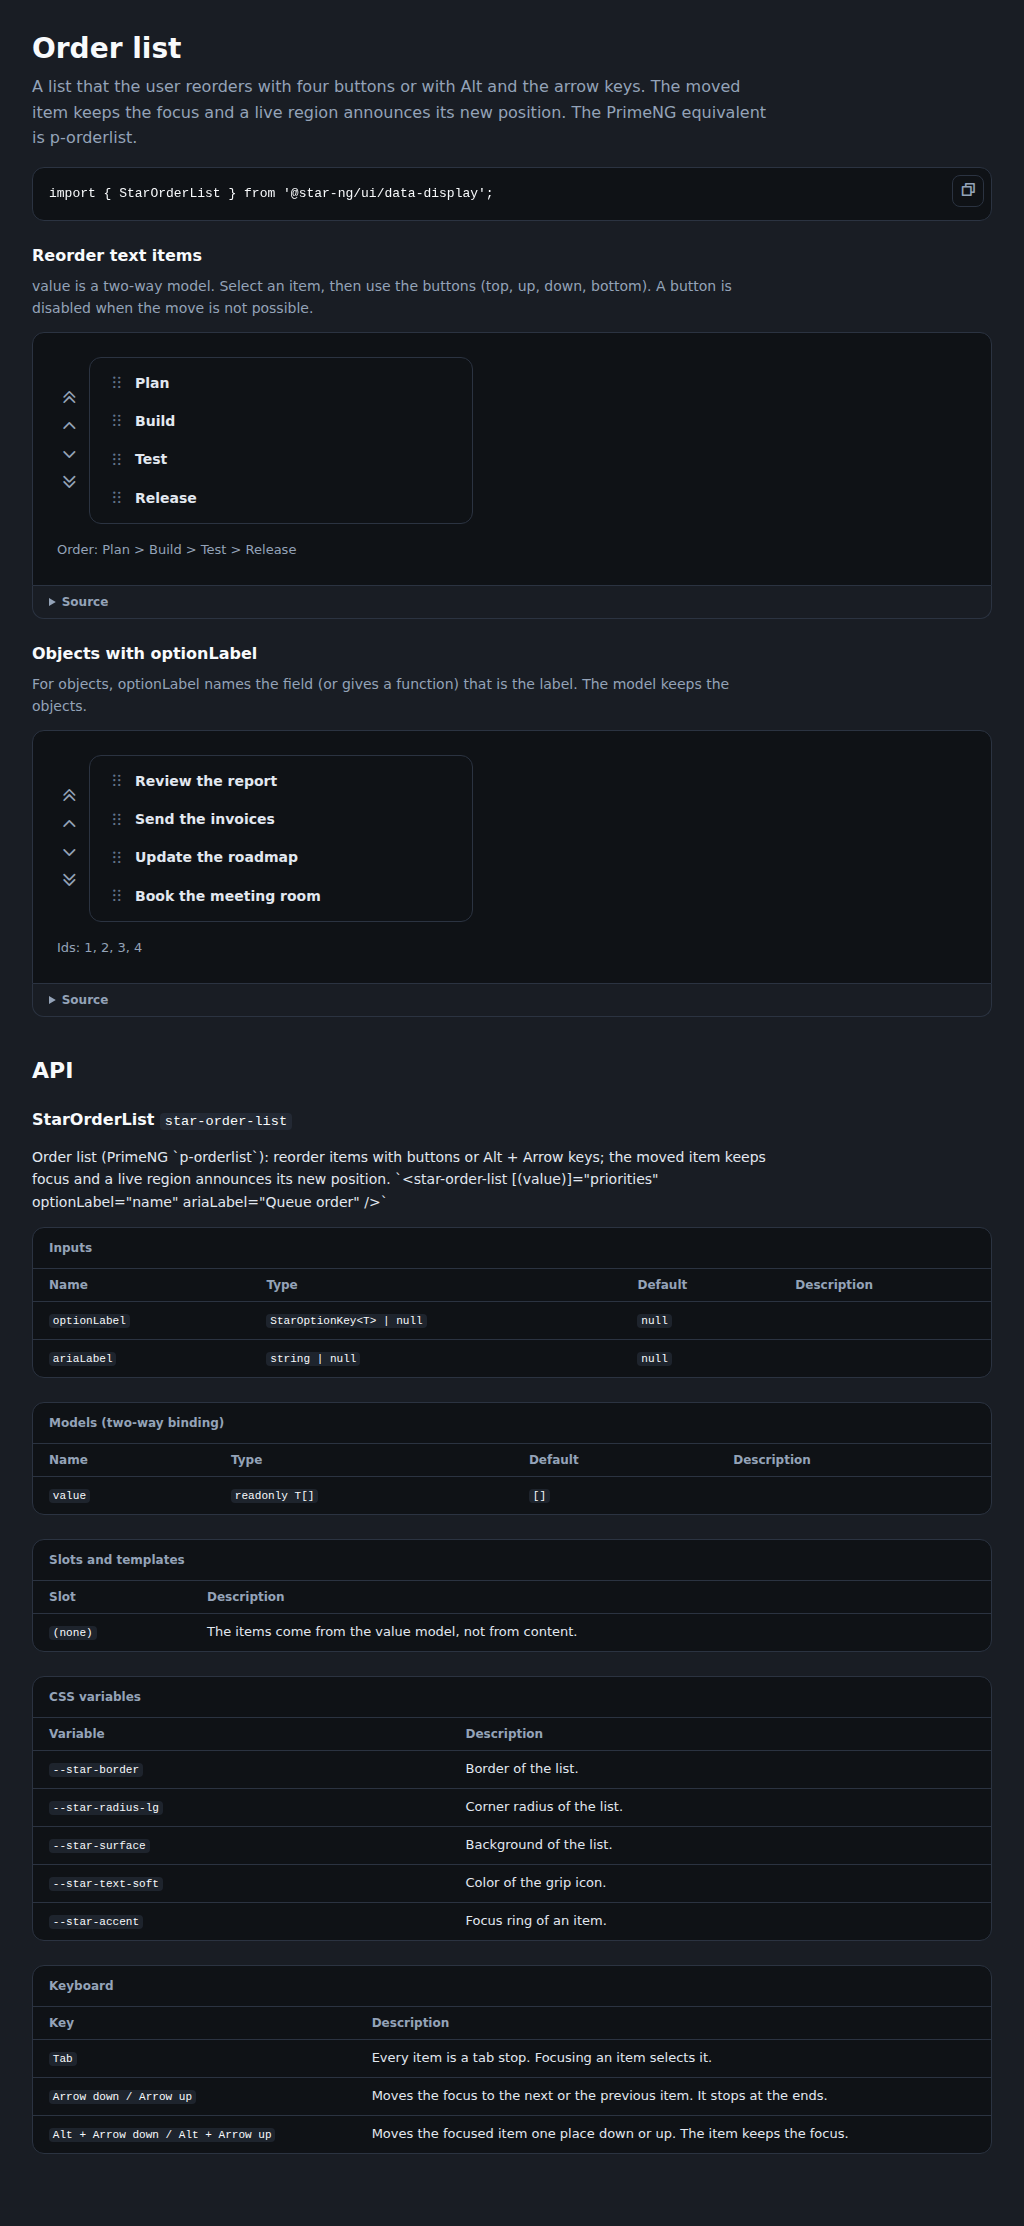 Order list
A list that the user reorders with four buttons or with Alt and the arrow keys. The moved
item keeps the focus and a live region announces its new position. The PrimeNG equivalent
is p-orderlist.
import { StarOrderList } from '@star-ng/ui/data-display';
Reorder text items
value is a two-way model. Select an item, then use the buttons (top, up, down, bottom). A button is
disabled when the move is not possible.
Plan
Build
Test
Release
Order: Plan > Build > Test > Release
Source
Objects with optionLabel
For objects, optionLabel names the field (or gives a function) that is the label. The model keeps the
objects.
Review the report
Send the invoices
Update the roadmap
Book the meeting room
Ids: 1, 2, 3, 4
Source
API
StarOrderList star-order-list
Order list (PrimeNG `p-orderlist`): reorder items with buttons or Alt + Arrow keys; the moved item keeps
focus and a live region announces its new position. `<star-order-list [(value)]="priorities"
optionLabel="name" ariaLabel="Queue order" />`
Inputs
Name Type Default Description
optionLabel StarOptionKey<T> | null null
ariaLabel string | null null
Models (two-way binding)
Name Type Default Description
value readonly T[] []
Slots and templates
Slot Description
(none) The items come from the value model, not from content.
CSS variables
Variable Description
--star-border Border of the list.
--star-radius-lg Corner radius of the list.
--star-surface Background of the list.
--star-text-soft Color of the grip icon.
--star-accent Focus ring of an item.
Keyboard
Key Description
Tab Every item is a tab stop. Focusing an item selects it.
Arrow down / Arrow up Moves the focus to the next or the previous item. It stops at the ends.
Alt + Arrow down / Alt + Arrow up Moves the focused item one place down or up. The item keeps the focus.